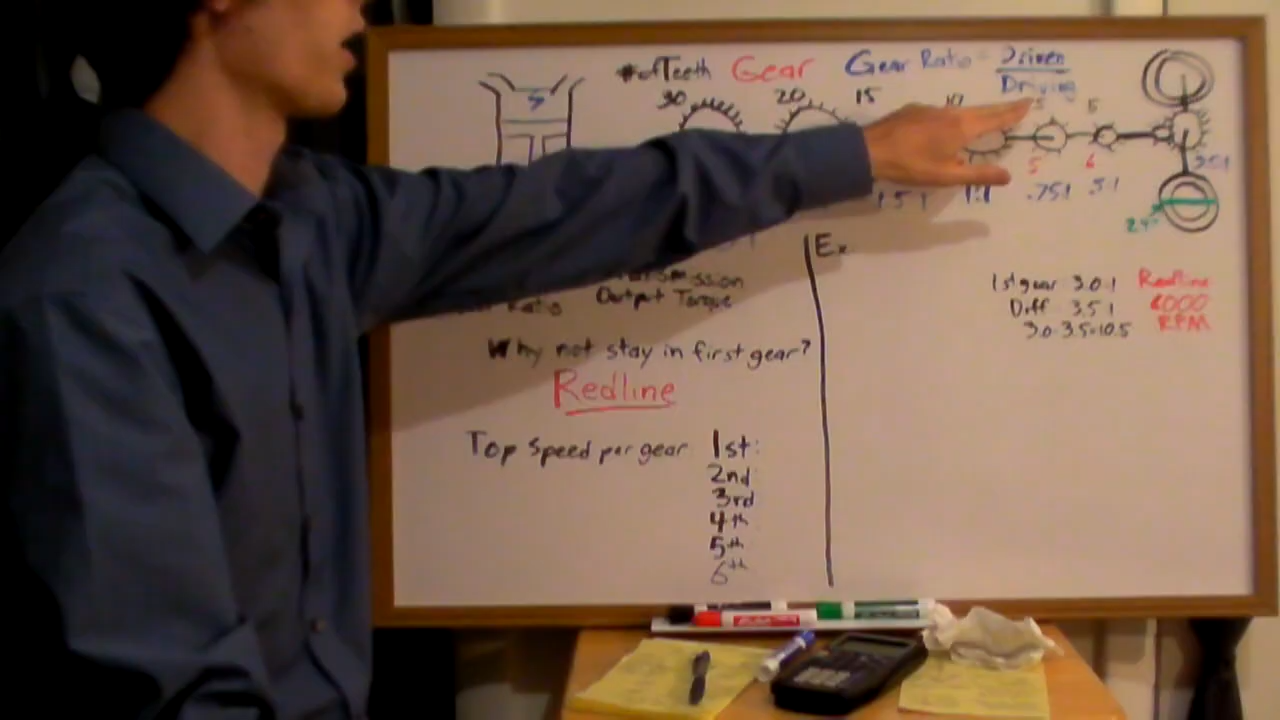 # of Teeth Gear Gear Ratio = Driven
Driving
30 20 15 10 5
5 6
1.5:1 1:1 .75:1 .5:1 3.5:1
24"
Ex
Output Torque
Ratio
1st gear 3.0:1 Redline
Diff 3.5:1 6000
3.0·3.5=10.5 RPM
Why not stay in first gear?
Redline
Top Speed per gear: 1st:
2nd
3rd
4th
5th
6th